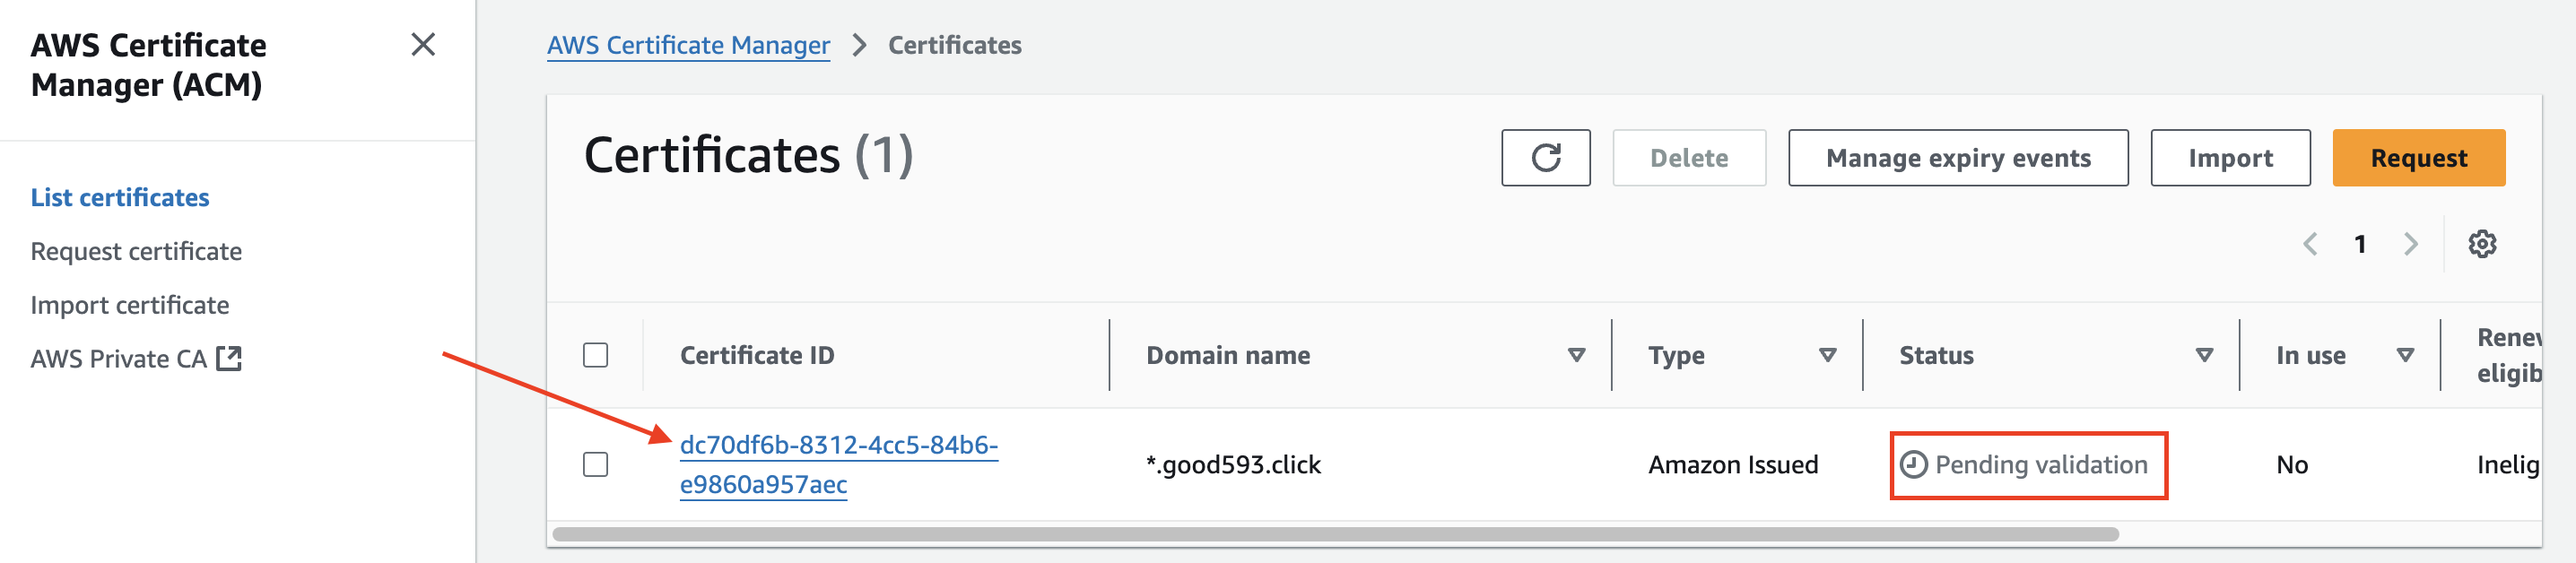 AWS Certificate
Manager (ACM)
List certificates
Request certificate
Import certificate
AWS Private CA
AWS Certificate Manager > Certificates
Certificates (1)
Delete
Manage expiry events
Import
Request
1
Certificate ID
Domain name
Type
Status
In use
Renew
eligib
dc70df6b-8312-4cc5-84b6-
e9860a957aec
*.good593.click
Amazon Issued
Pending validation
No
Inelig